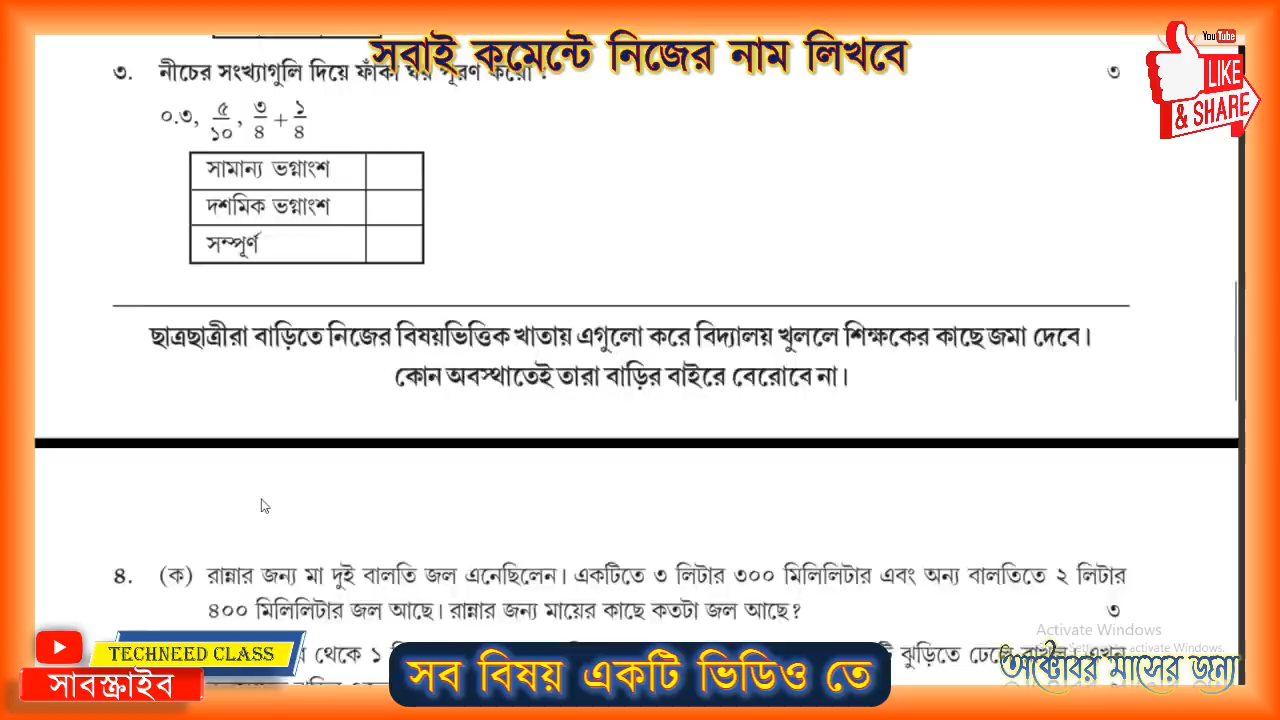 সবাই কমেন্টে নিজের নাম লিখবে
YouTube
LIKE
& SHARE
৩. নীচের সংখ্যাগুলি দিয়ে ফাঁকা ঘর পূরণ করো : ৩
০.৩, ৫/১০, ৩/৪ + ১/৪
সামান্য ভগ্নাংশ
দশমিক ভগ্নাংশ
সম্পূর্ণ
ছাত্রছাত্রীরা বাড়িতে নিজের বিষয়ভিত্তিক খাতায় এগুলো করে বিদ্যালয় খুললে শিক্ষকের কাছে জমা দেবে।
কোন অবস্থাতেই তারা বাড়ির বাইরে বেরোবে না।
৪. (ক) রান্নার জন্য মা দুই বালতি জল এনেছিলেন। একটিতে ৩ লিটার ৩০০ মিলিলিটার এবং অন্য বালতিতে ২ লিটার
৪০০ মিলিলিটার জল আছে। রান্নার জন্য মায়ের কাছে কতটা জল আছে? ৩
Activate Windows
থেকে ১ ঝুড়িতে ঢেলে রাখল। এখন
TECHNEED CLASS
সাবস্ক্রাইব
সব বিষয় একটি ভিডিও তে
অক্টোবর মাসের জন্য